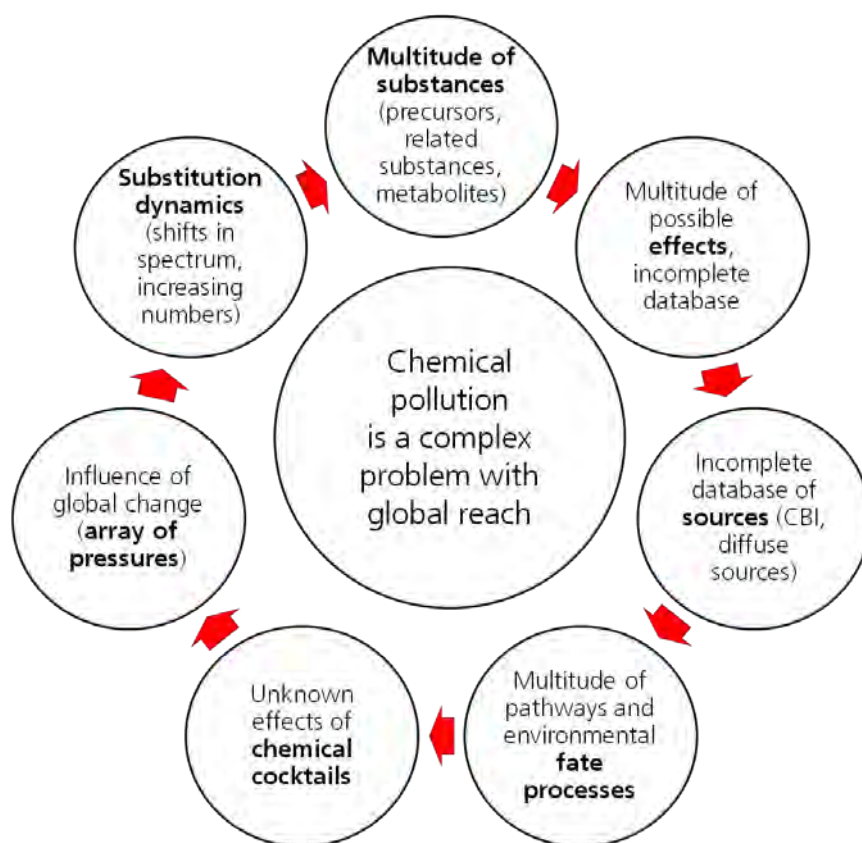 Multitude of
substances
(precursors,
related
substances,
metabolites)
Multitude of
possible
effects,
incomplete
database
Incomplete
database of
sources (CBI,
diffuse
sources)
Multitude of
pathways and
environmental
fate
processes
Unknown
effects of
chemical
cocktails
Influence of
global change
(array of
pressures)
Substitution
dynamics
(shifts in
spectrum,
increasing
numbers)
Chemical
pollution
is a complex
problem with
global reach